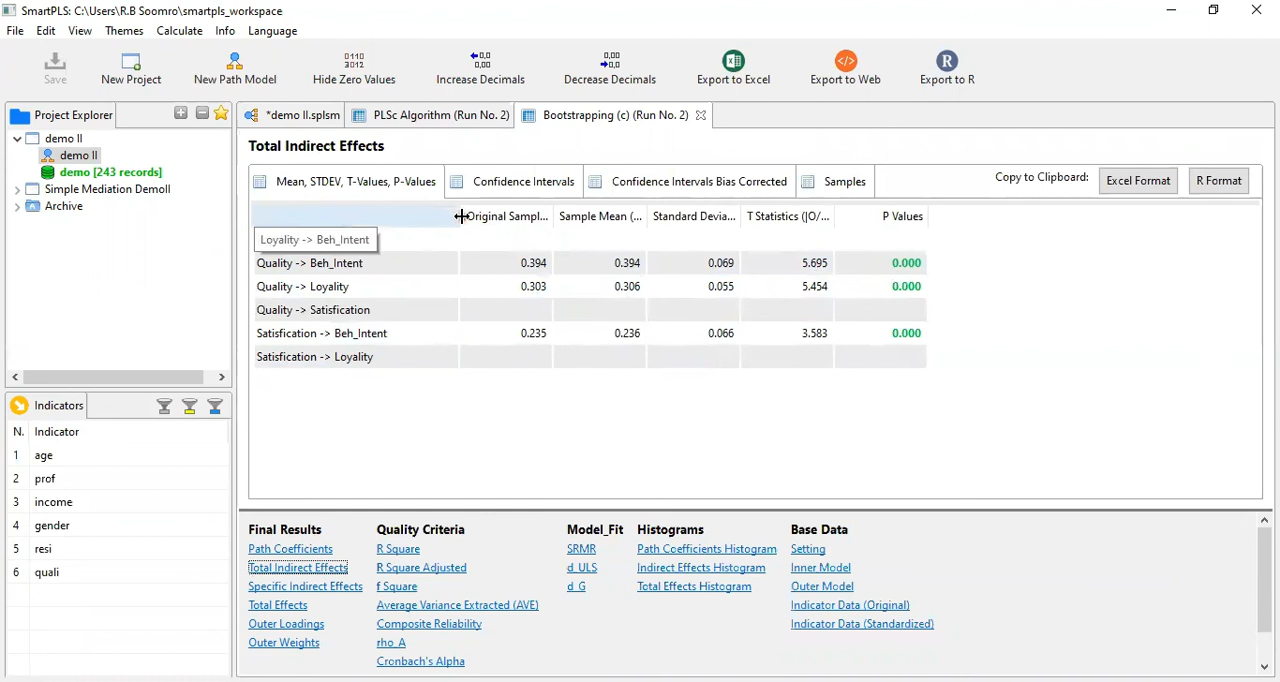 SmartPLS: C:\Users\R.B Soomro\smartpls_workspace
File Edit View Themes Calculate Info Language
Save New Project New Path Model Hide Zero Values Increase Decimals Decrease Decimals Export to Excel Export to Web Export to R
Project Explorer
demo II
demo II
demo [243 records]
Simple Mediation DemoII
Archive
Indicators
N. Indicator
1 age
2 prof
3 income
4 gender
5 resi
6 quali
*demo II.splsm PLSc Algorithm (Run No. 2) Bootstrapping (c) (Run No. 2)
Total Indirect Effects
Mean, STDEV, T-Values, P-Values Confidence Intervals Confidence Intervals Bias Corrected Samples Copy to Clipboard: Excel Format R Format
Original Sampl... Sample Mean (... Standard Devia... T Statistics (|O/... P Values
Loyality -> Beh_Intent
Quality -> Beh_Intent 0.394 0.394 0.069 5.695 0.000
Quality -> Loyality 0.303 0.306 0.055 5.454 0.000
Quality -> Satisfaction
Satisfaction -> Beh_Intent 0.235 0.236 0.066 3.583 0.000
Satisfaction -> Loyality
Final Results Quality Criteria Model_Fit Histograms Base Data
Path Coefficients R Square SRMR Path Coefficients Histogram Setting
Total Indirect Effects R Square Adjusted d_ULS Indirect Effects Histogram Inner Model
Specific Indirect Effects f Square d_G Total Effects Histogram Outer Model
Total Effects Average Variance Extracted (AVE) Indicator Data (Original)
Outer Loadings Composite Reliability Indicator Data (Standardized)
Outer Weights rho_A
Cronbach's Alpha